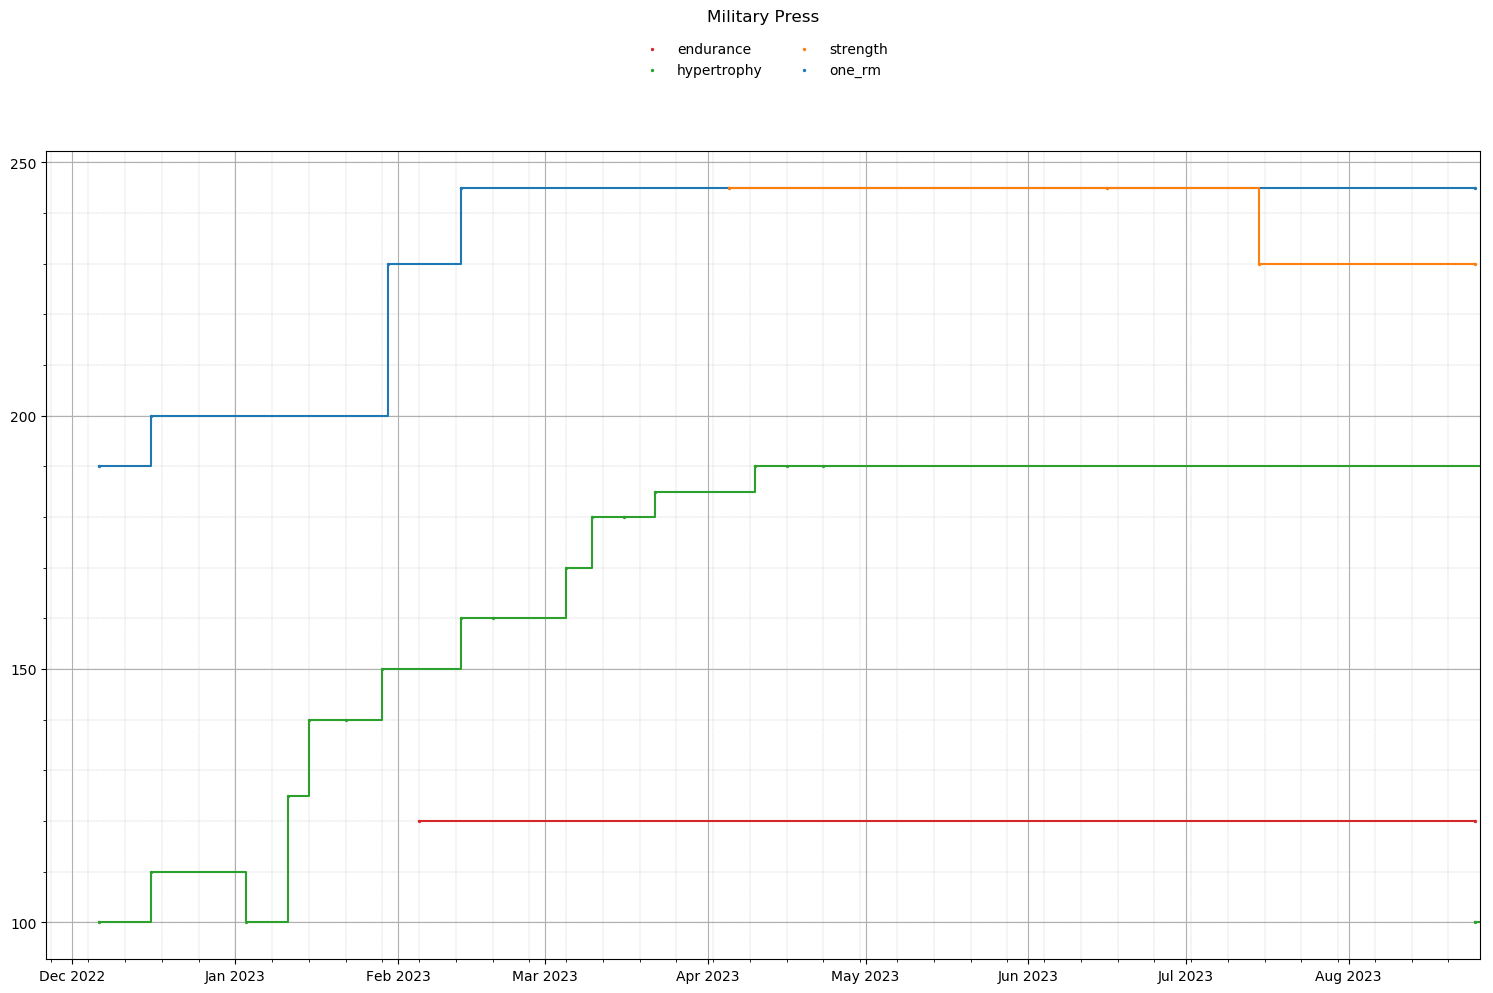 Military Press
endurance strength
hypertrophy one_rm
250
200
150
100
Dec 2022 Jan 2023 Feb 2023 Mar 2023 Apr 2023 May 2023 Jun 2023 Jul 2023 Aug 2023